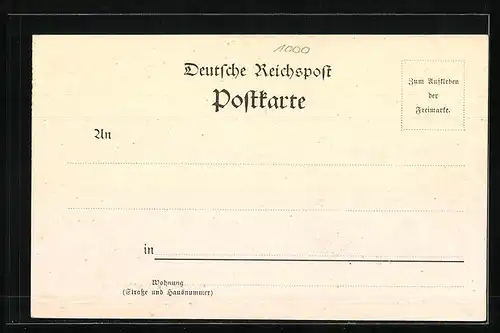 1000
Deutsche Reichspost
Postkarte
Zum Aufkleben
der
Freimarke.
An
in
Wohnung
(Straße und Hausnummer)